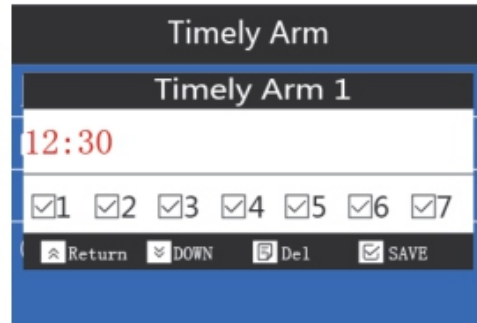 Timely Arm
Timely Arm 1
12:30
1 2 3 4 5 6 7
Return DOWN Del SAVE